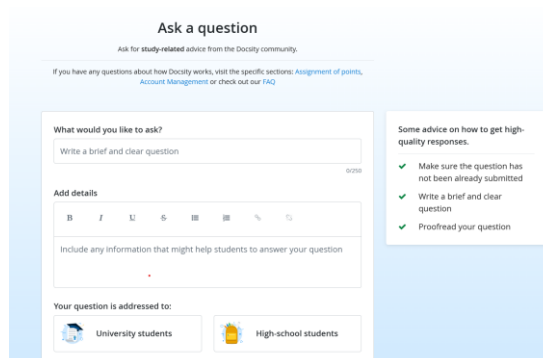 Ask a question
Ask for study-related advice from the Docsity community.
If you have any questions about how Docsity works, visit the specific sections: Assignment of points,
Account Management or check out our FAQ
What would you like to ask?
Write a brief and clear question
0/250
Add details
B I U S
Include any information that might help students to answer your question
Your question is addressed to:
University students
High-school students
Some advice on how to get high-
quality responses.
Make sure the question has
not been already submitted
Write a brief and clear
question
Proofread your question